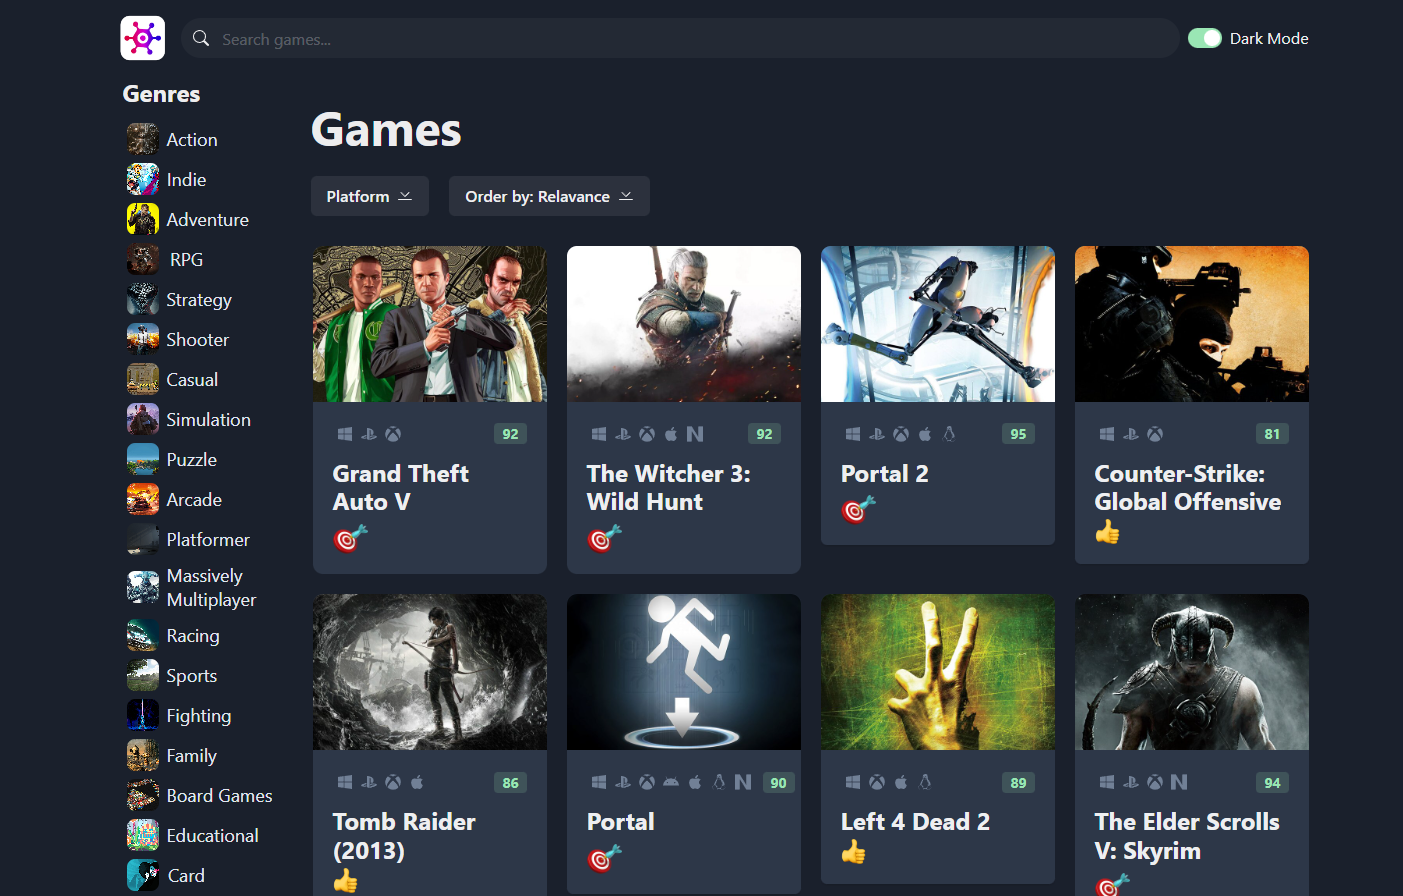 Search games...
Dark Mode
Genres
Action
Indie
Adventure
RPG
Strategy
Shooter
Casual
Simulation
Puzzle
Arcade
Platformer
Massively
Multiplayer
Racing
Sports
Fighting
Family
Board Games
Educational
Card
Games
Platform
Order by: Relavance
92
Grand Theft
Auto V
92
The Witcher 3:
Wild Hunt
95
Portal 2
81
Counter-Strike:
Global Offensive
86
Tomb Raider
(2013)
90
Portal
89
Left 4 Dead 2
94
The Elder Scrolls
V: Skyrim